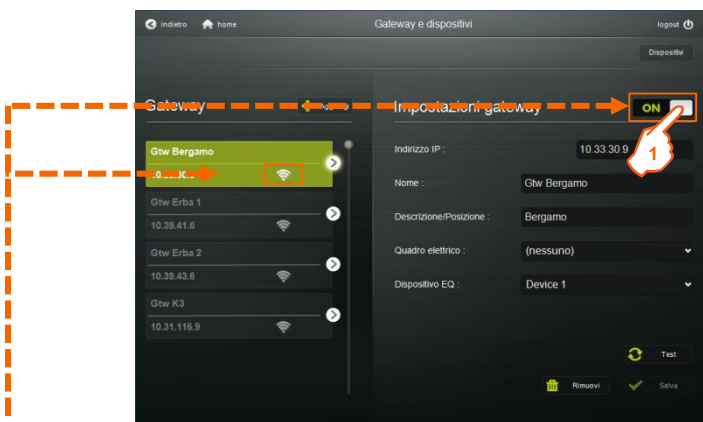 indietro home Gateway e dispositivi logout
Dispositivi
Gateway
Impostazioni gateway
ON
1
Gtw Bergamo
Indirizzo IP : 10.33.30.9
Nome : Gtw Bergamo
Gtw Erba 1
10.39.41.6
Descrizione/Posizione : Bergamo
Gtw Erba 2
10.39.43.6
Quadro elettrico : (nessuno)
Dispositivo EQ : Device 1
Gtw K3
10.31.116.9
Test
Rimuovi Salva